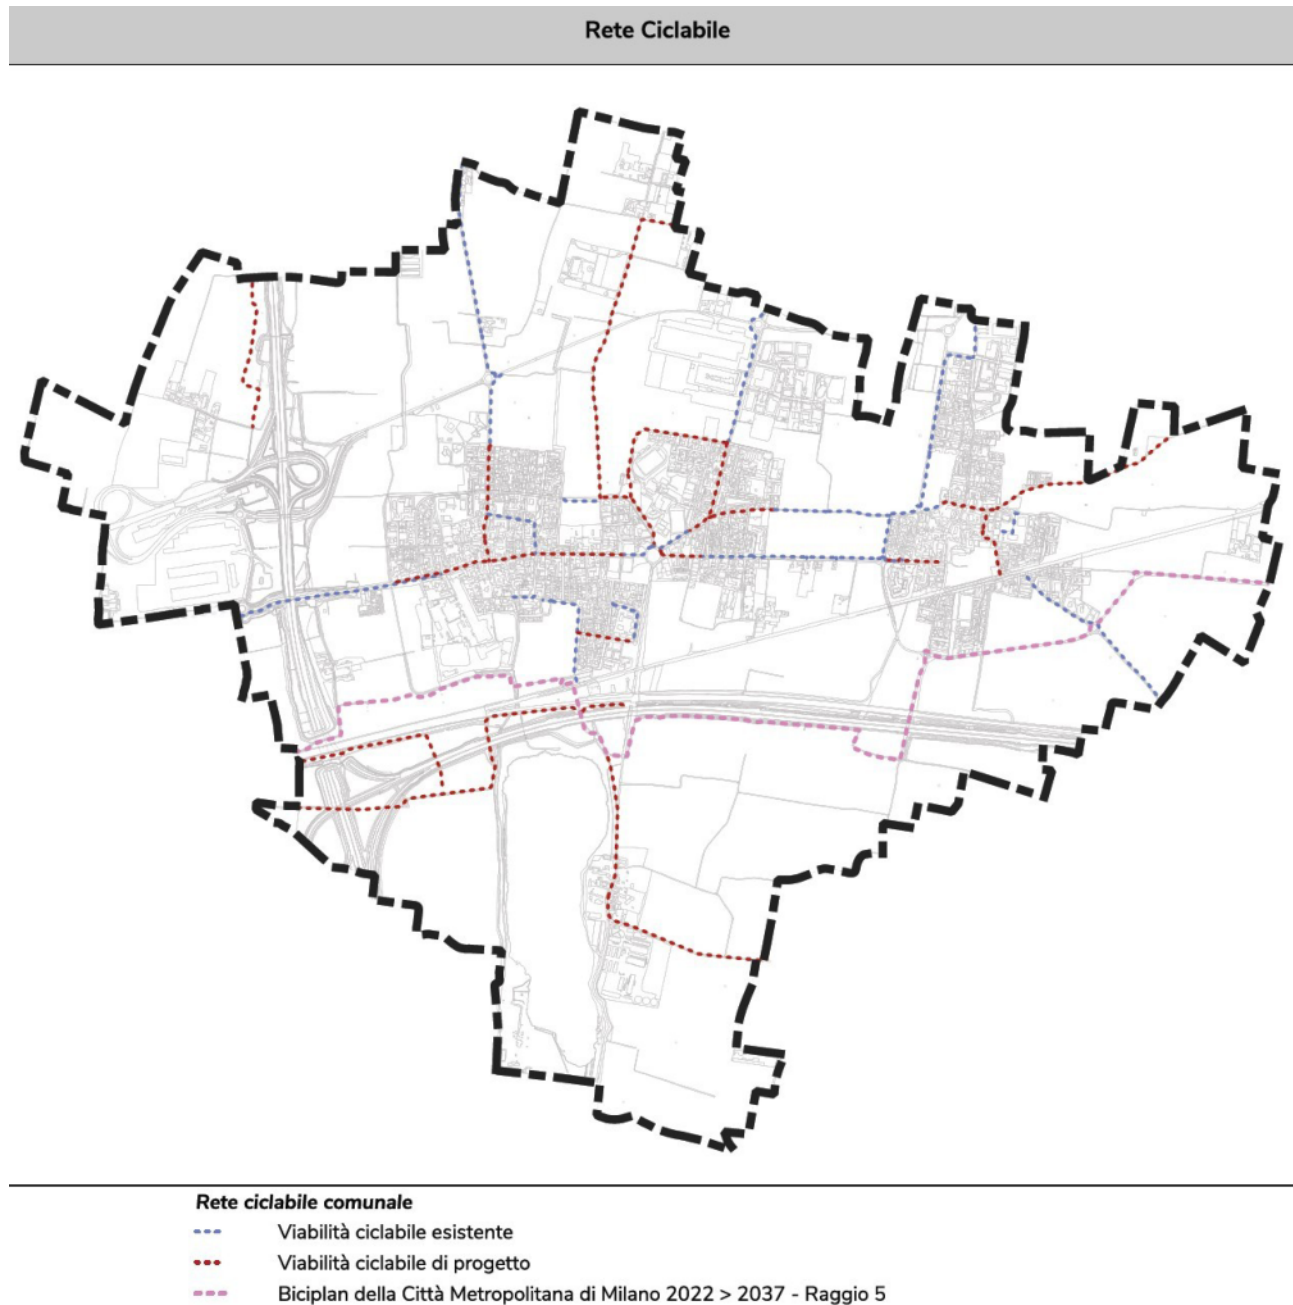 Rete Ciclabile
Rete ciclabile comunale
Viabilità ciclabile esistente
Viabilità ciclabile di progetto
Biciplan della Città Metropolitana di Milano 2022 > 2037 - Raggio 5